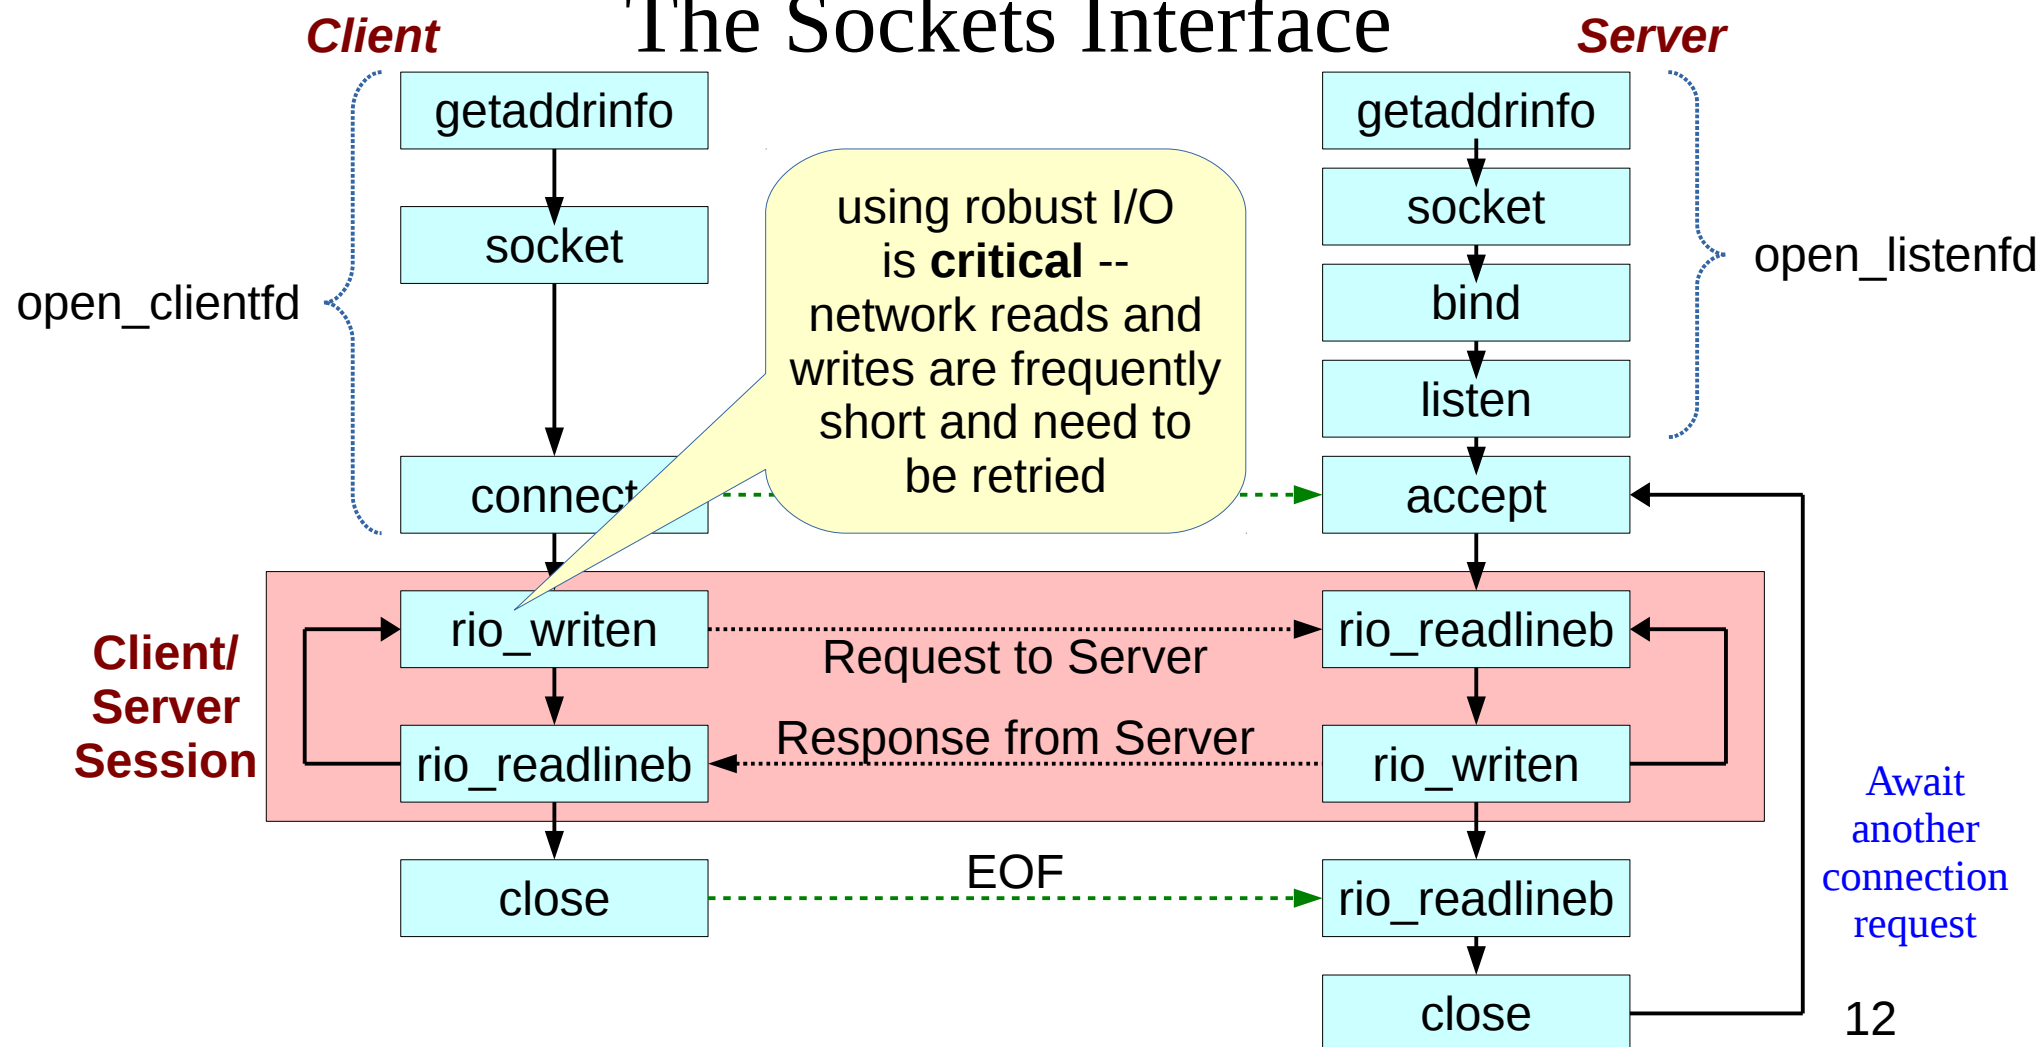 The Sockets Interface
Client
Server
getaddrinfo
socket
connect
open_clientfd
using robust I/O
is critical --
network reads and
writes are frequently
short and need to
be retried
getaddrinfo
socket
bind
listen
accept
open_listenfd
Client/
Server
Session
rio_writen
Request to Server
rio_readlineb
rio_readlineb
Response from Server
rio_writen
close
EOF
rio_readlineb
close
Await
another
connection
request
12